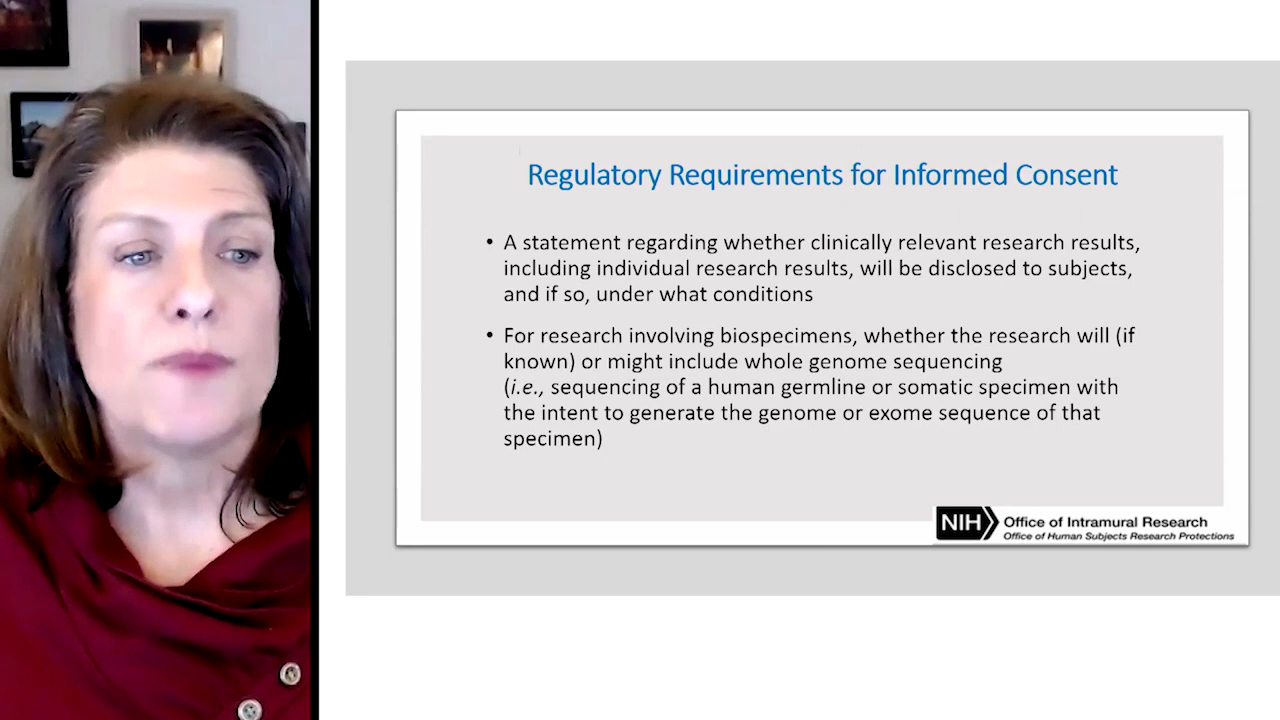 Regulatory Requirements for Informed Consent
• A statement regarding whether clinically relevant research results,
including individual research results, will be disclosed to subjects,
and if so, under what conditions
• For research involving biospecimens, whether the research will (if
known) or might include whole genome sequencing
(i.e., sequencing of a human germline or somatic specimen with
the intent to generate the genome or exome sequence of that
specimen)
NIH Office of Intramural Research
Office of Human Subjects Research Protections